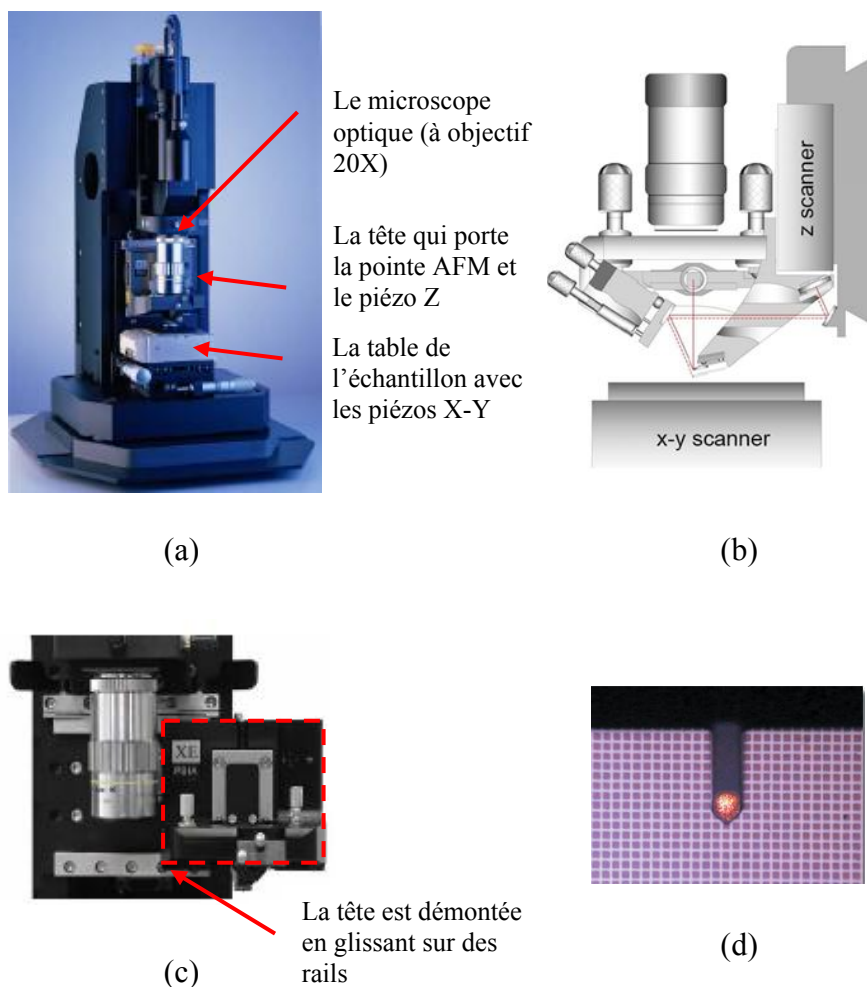 Le microscope
optique (à objectif
20X)
La tête qui porte
la pointe AFM et
le piézo Z
La table de
l'échantillon avec
les piézos X-Y
z scanner
x-y scanner
(a)
(b)
XE
La tête est démontée
en glissant sur des
rails
(c)
(d)